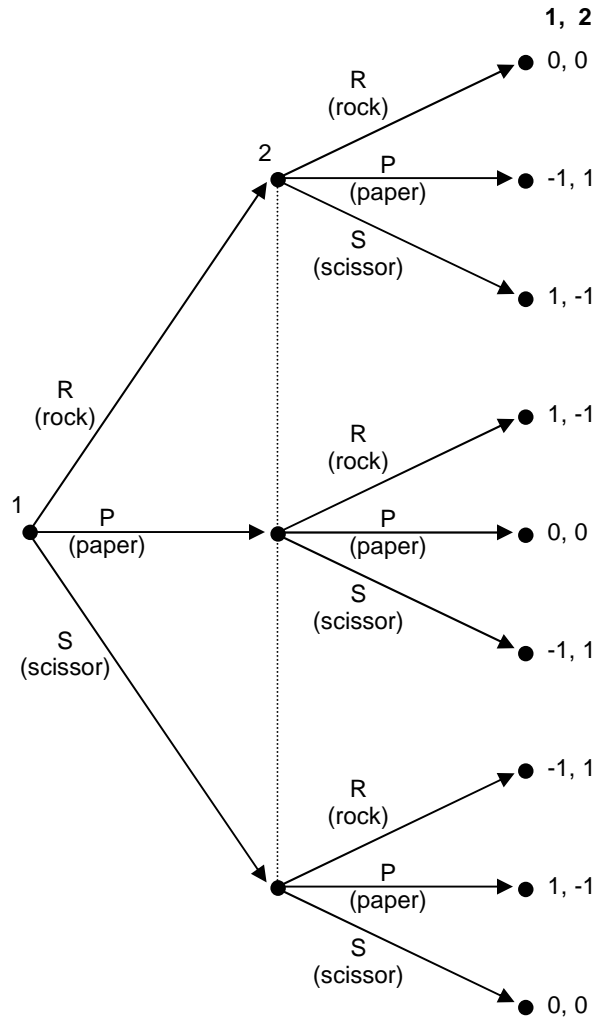 1, 2
R
(rock)
0, 0
2
P
(paper)
-1, 1
S
(scissor)
1, -1
R
(rock)
R
(rock)
1, -1
1
P
(paper)
P
(paper)
0, 0
S
(scissor)
S
(scissor)
-1, 1
R
(rock)
-1, 1
P
(paper)
1, -1
S
(scissor)
0, 0